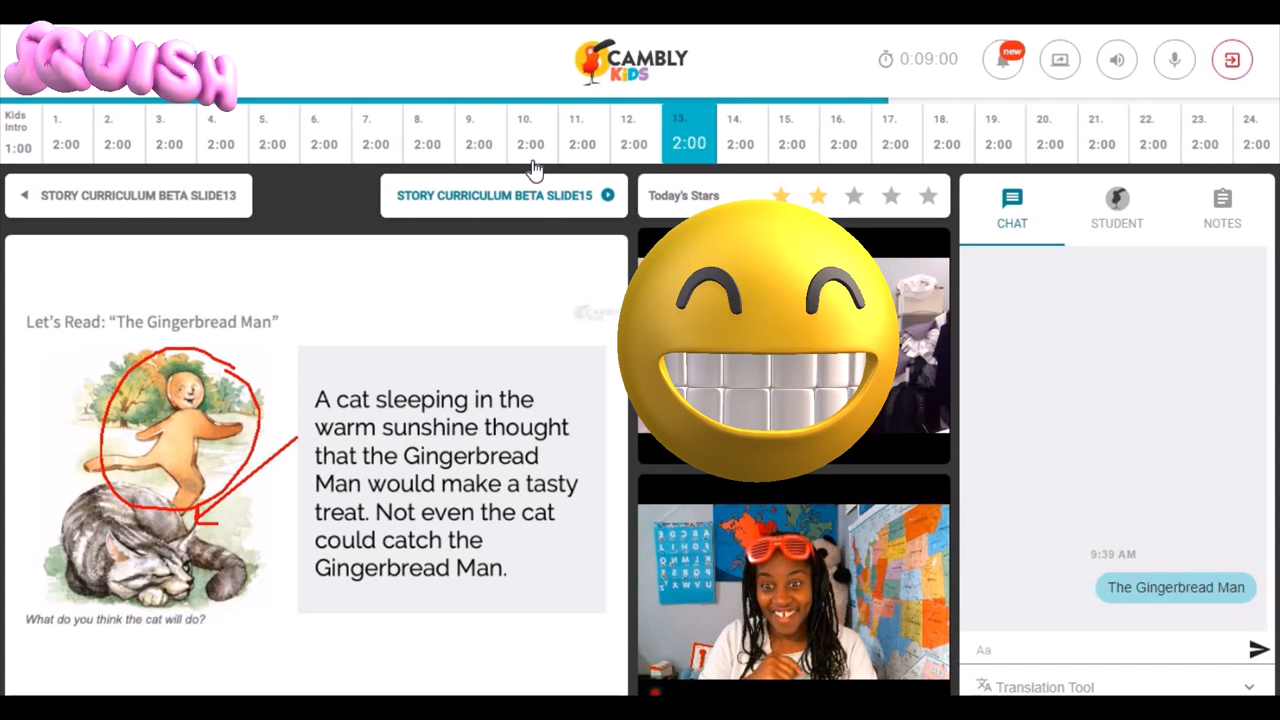 SQUISH
CAMBLY
KiDS
0:09:00
new
Kids
Intro
1:00
1.
2:00
2.
2:00
3.
2:00
4.
2:00
5.
2:00
6.
2:00
7.
2:00
8.
2:00
9.
2:00
10.
2:00
11.
2:00
12.
2:00
13.
2:00
14.
2:00
15.
2:00
16.
2:00
17.
2:00
18.
2:00
19.
2:00
20.
2:00
21.
2:00
22.
2:00
23.
2:00
24.
2:00
STORY CURRICULUM BETA SLIDE13
STORY CURRICULUM BETA SLIDE15
Today's Stars
CHAT
STUDENT
NOTES
Let's Read: “The Gingerbread Man”
A cat sleeping in the
warm sunshine thought
that the Gingerbread
Man would make a tasty
treat. Not even the cat
could catch the
Gingerbread Man.
What do you think the cat will do?
9:39 AM
The Gingerbread Man
Aa
Translation Tool